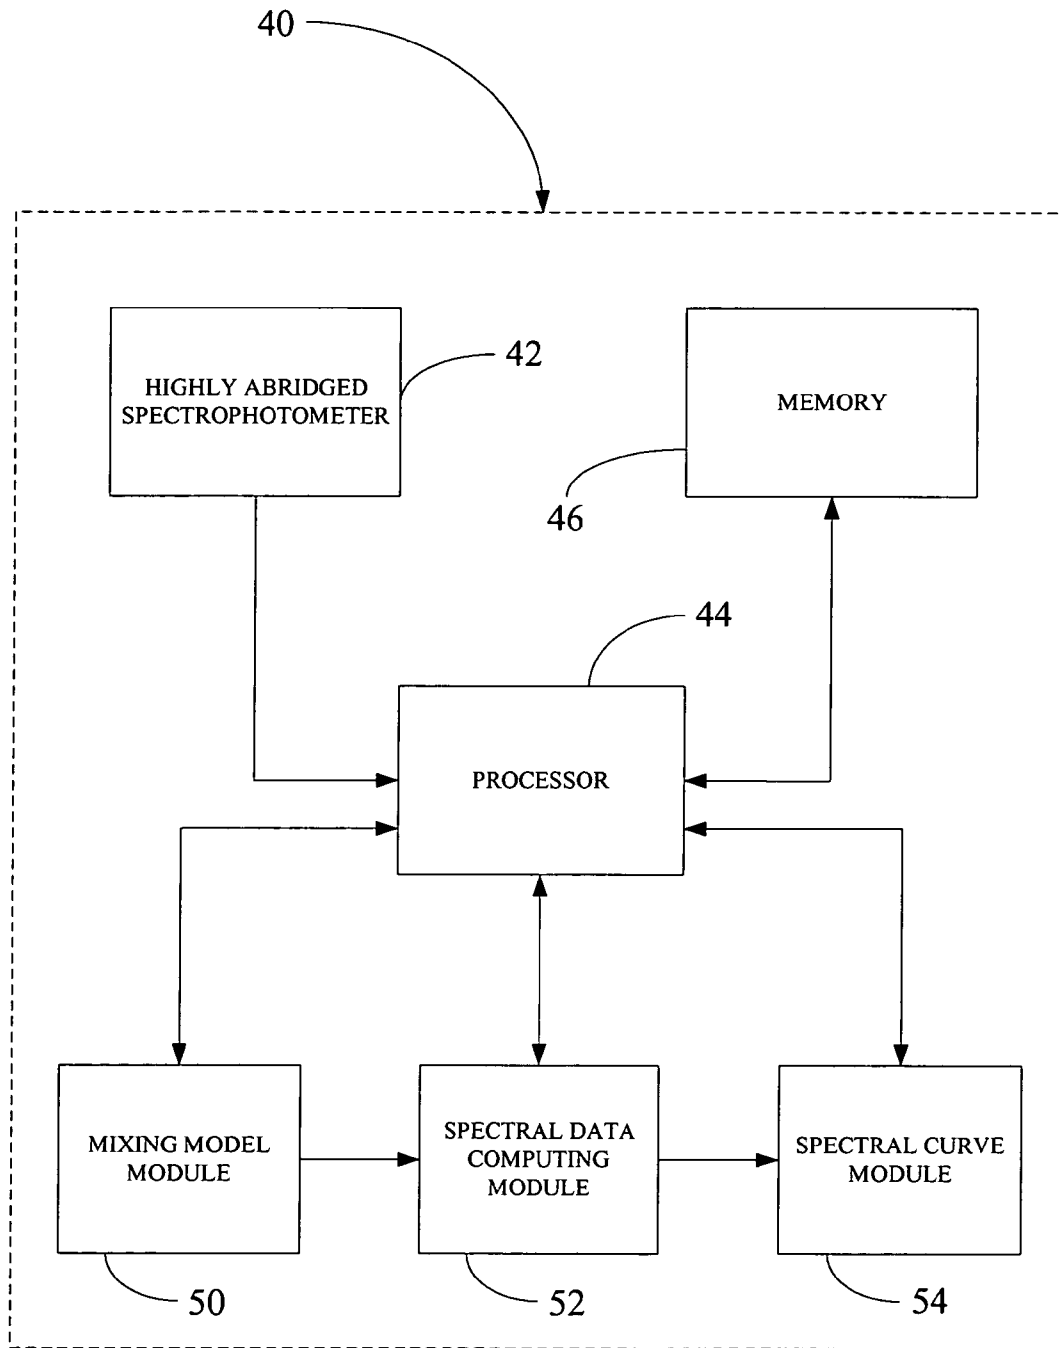 40
HIGHLY ABRIDGED
SPECTROPHOTOMETER
42
MEMORY
46
44
PROCESSOR
MIXING MODEL
MODULE
SPECTRAL DATA
COMPUTING
MODULE
SPECTRAL CURVE
MODULE
50
52
54